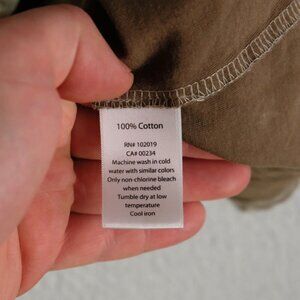 100% Cotton
RN# 102019
CA# 00234
Machine wash in cold
water with similar colors
Only non-chlorine bleach
when needed
Tumble dry at low
temperature
Cool iron